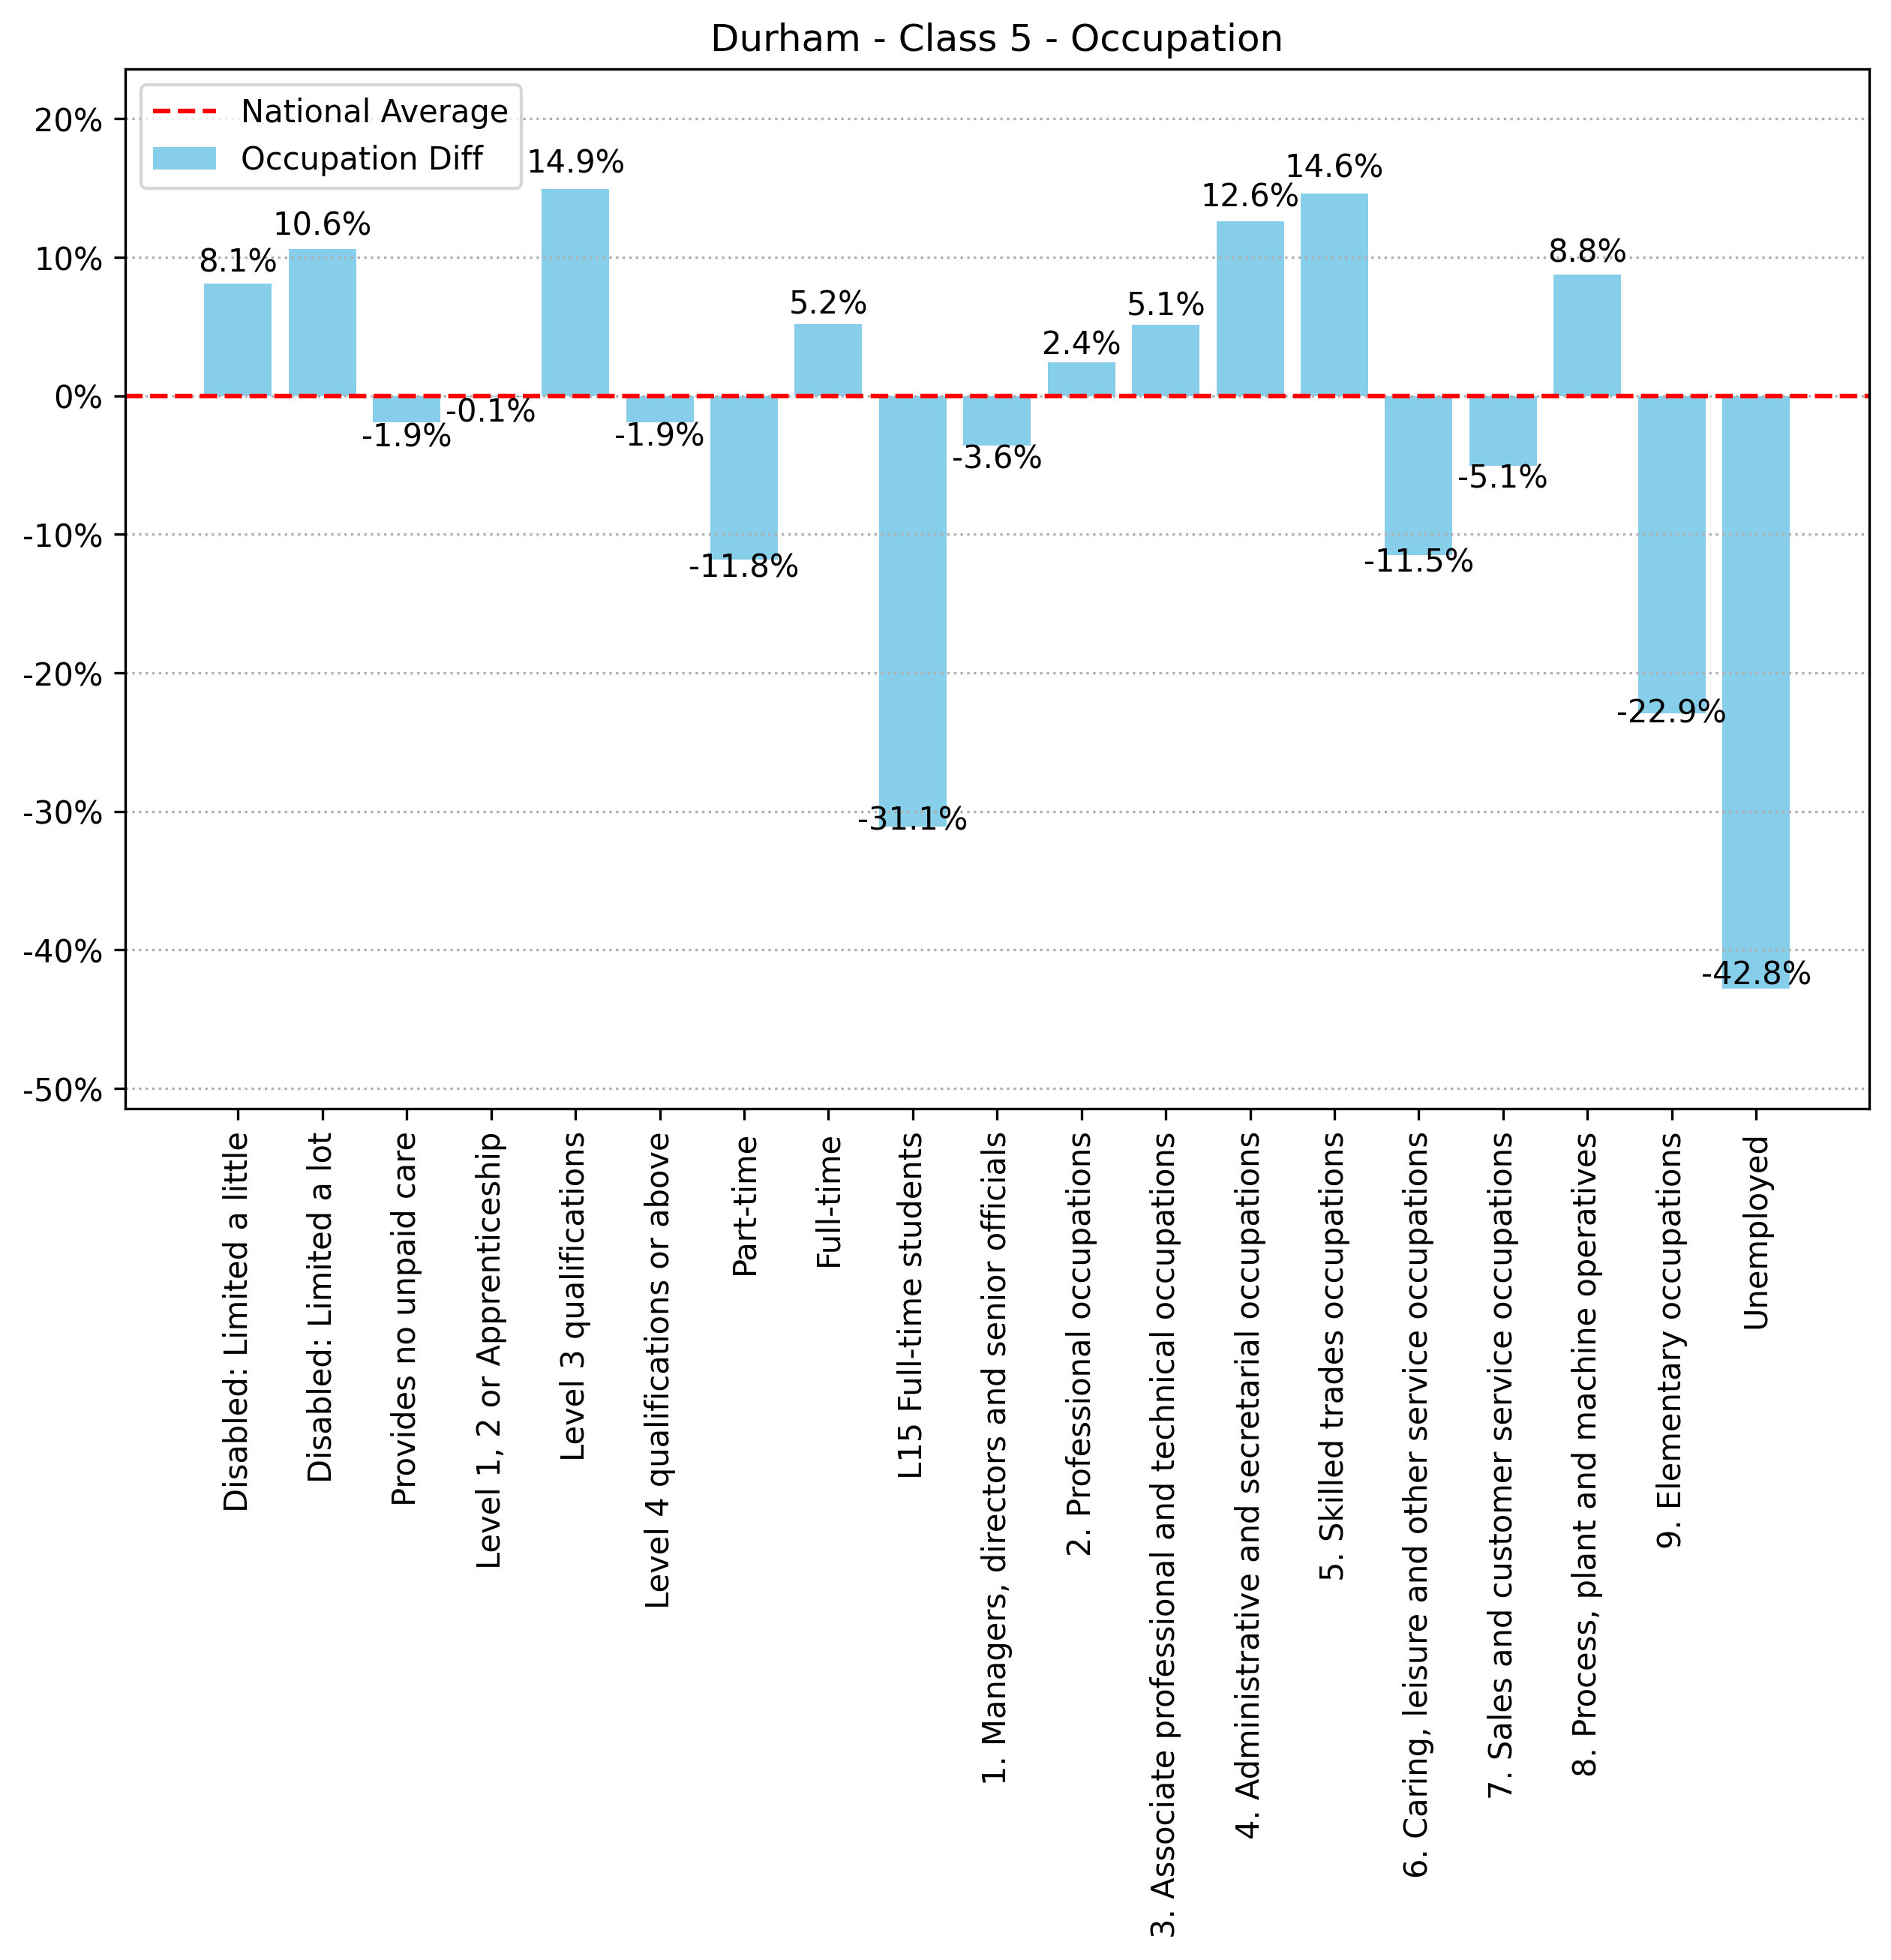 Durham - Class 5 - Occupation
National Average
Occupation Diff
20%
10%
0%
-10%
-20%
-30%
-40%
-50%
8.1%
10.6%
-1.9%
-0.1%
14.9%
-1.9%
-11.8%
5.2%
-31.1%
-3.6%
2.4%
5.1%
12.6%
14.6%
-11.5%
-5.1%
8.8%
-22.9%
-42.8%
Disabled: Limited a little
Disabled: Limited a lot
Provides no unpaid care
Level 1, 2 or Apprenticeship
Level 3 qualifications
Level 4 qualifications or above
Part-time
Full-time
L15 Full-time students
1. Managers, directors and senior officials
2. Professional occupations
3. Associate professional and technical occupations
4. Administrative and secretarial occupations
5. Skilled trades occupations
6. Caring, leisure and other service occupations
7. Sales and customer service occupations
8. Process, plant and machine operatives
9. Elementary occupations
Unemployed